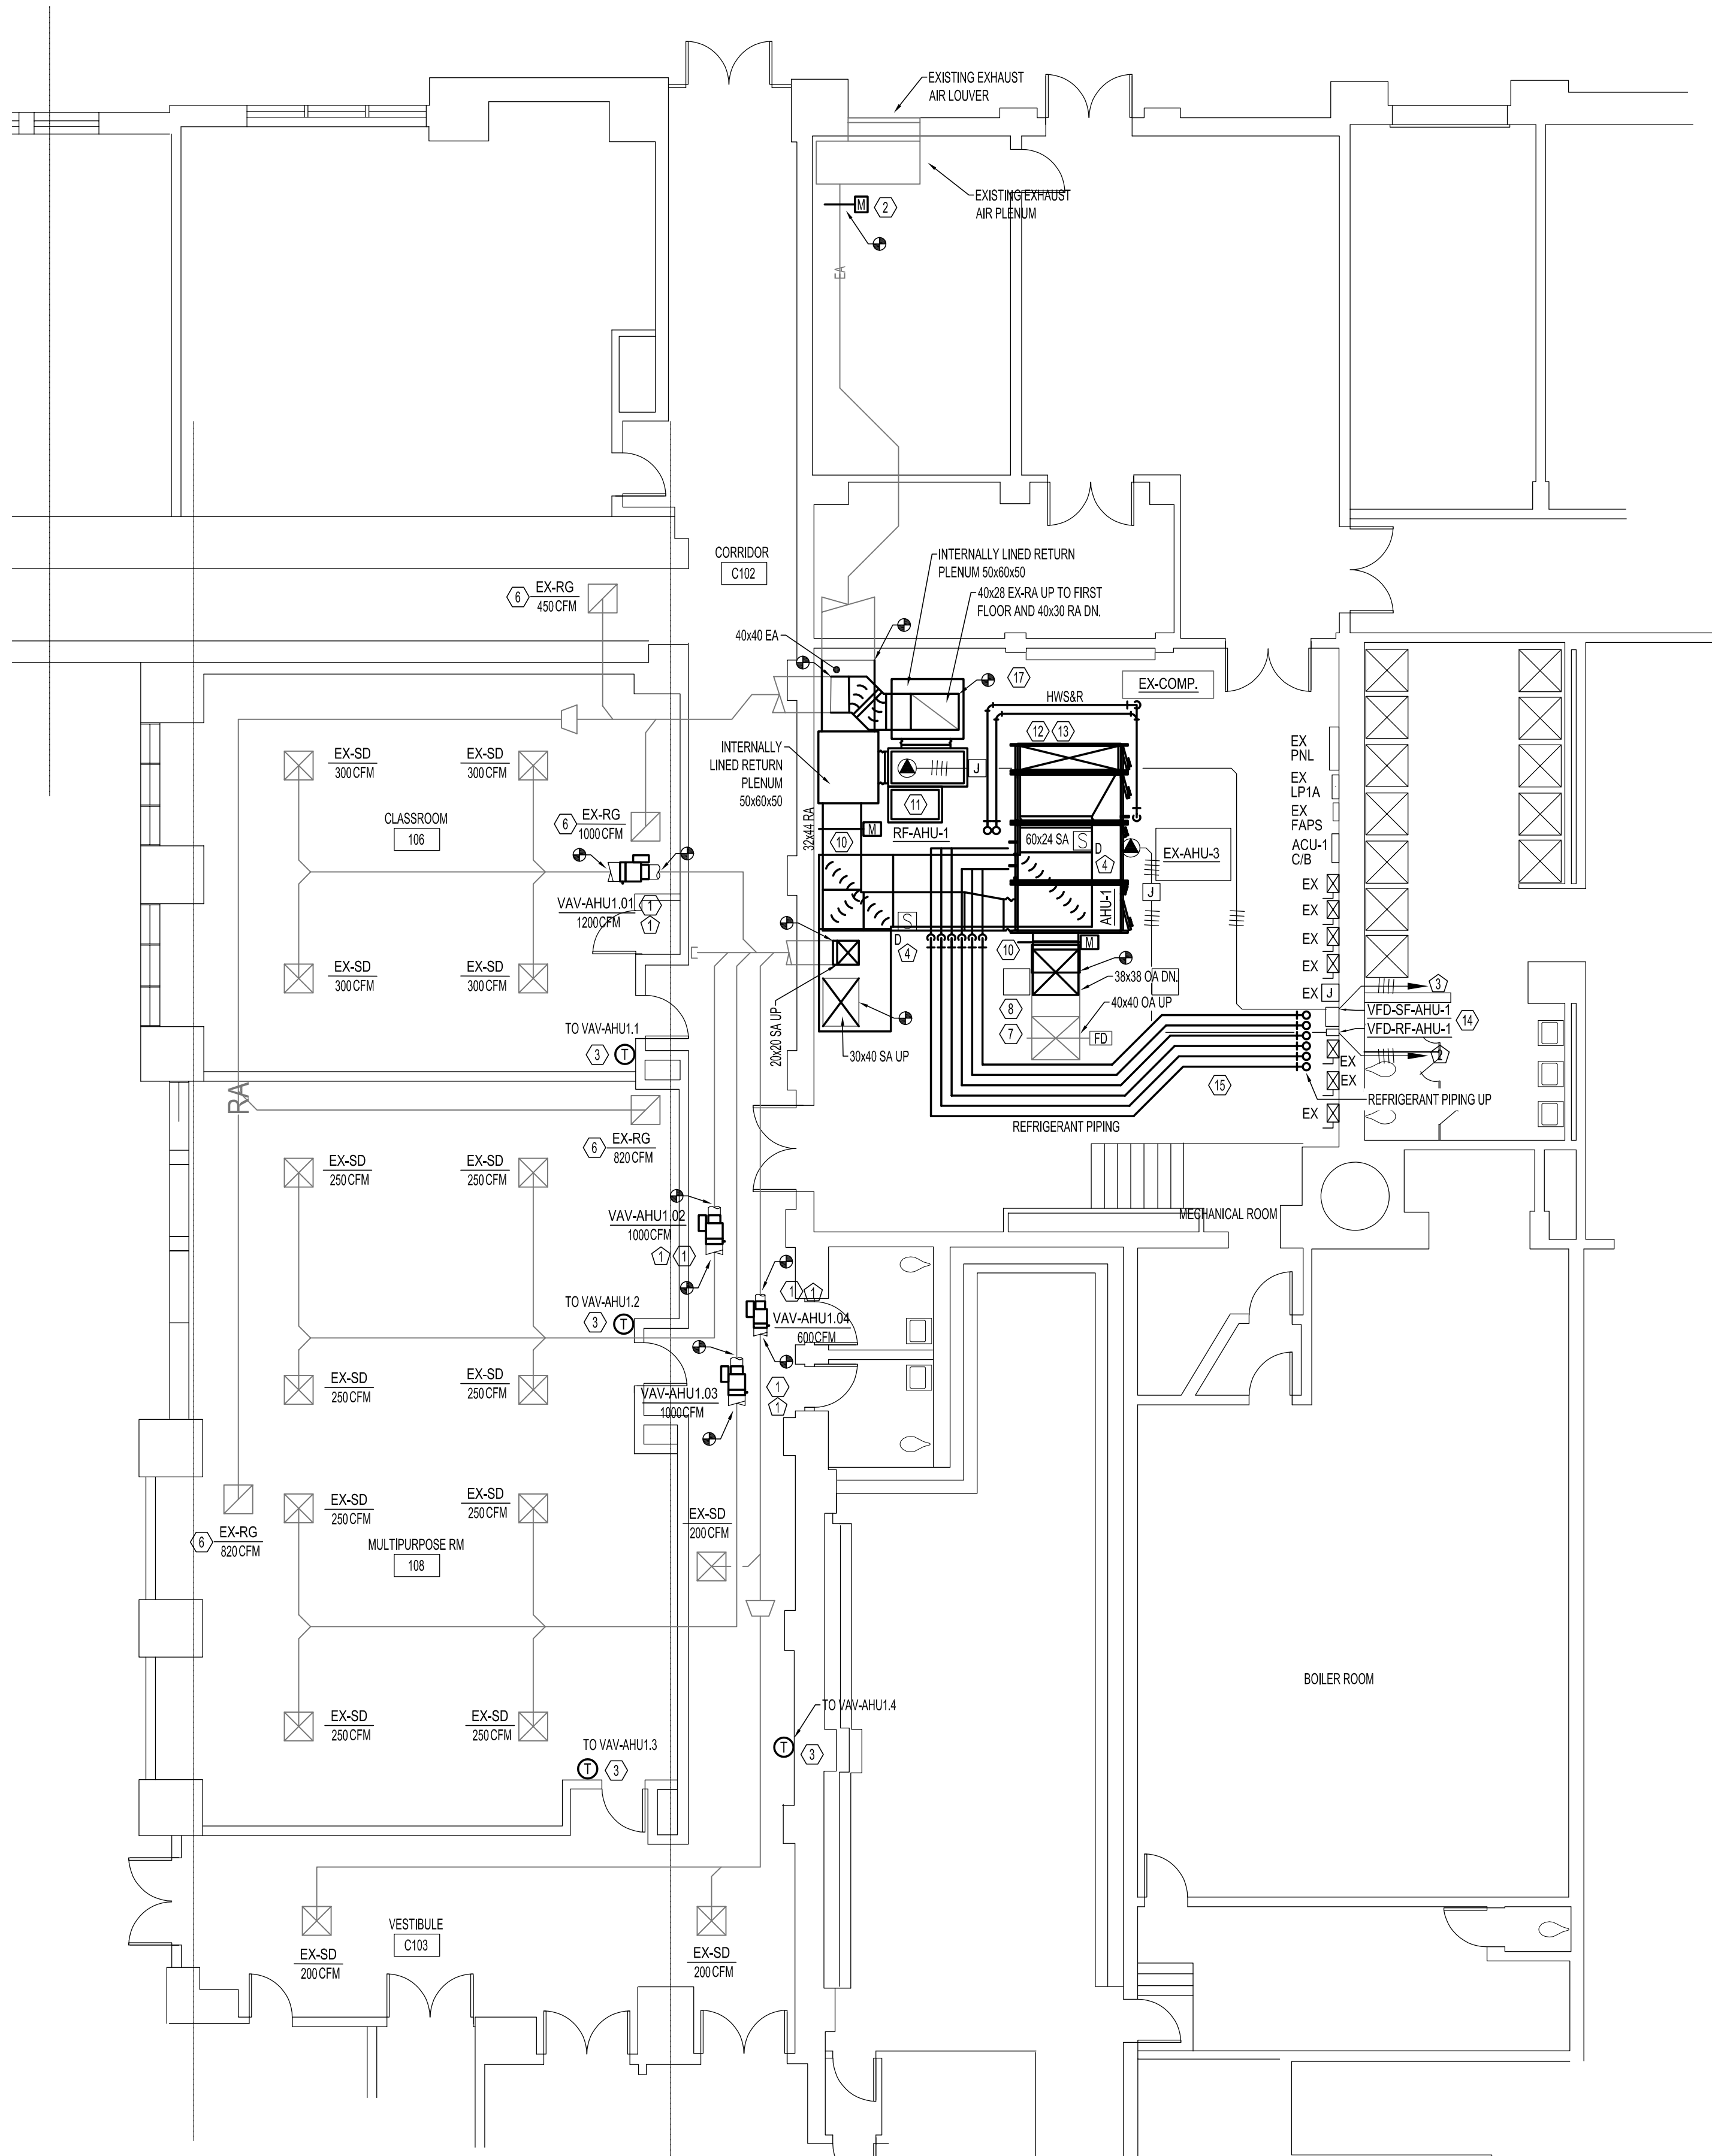 EXISTING EXHAUST
AIR LOUVER
EXISTING EXHAUST
AIR PLENUM
M
2
EA
INTERNALLY LINED RETURN
PLENUM 50x60x50
40x28 EX-RA UP TO FIRST
FLOOR AND 40x30 RA DN.
CORRIDOR
C102
6
EX-RG
450 CFM
40x40 EA
17
EX-COMP.
HWS&R
12
13
INTERNALLY
LINED RETURN
PLENUM
50x60x50
J
11
RF-AHU-1
32x44 RA
10
M
60x24 SA
S
D
4
EX-AHU-3
J
AHU-1
EX
PNL
EX
LP1A
EX
FAPS
ACU-1
C/B
EX
EX
EX
EX
EX
J
EX-SD
300 CFM
EX-SD
300 CFM
CLASSROOM
106
6
EX-RG
1000 CFM
VAV-AHU1.01
1200CFM
1
1
EX-SD
300 CFM
EX-SD
300 CFM
S
D
4
10
M
38x38 OA DN.
40x40 OA UP
8
7
FD
20x20 SA UP
30x40 SA UP
3
VFD-SF-AHU-1
14
VFD-RF-AHU-1
2
EX
EX
EX
REFRIGERANT PIPING UP
15
REFRIGERANT PIPING
TO VAV-AHU1.1
3
T
RA
6
EX-RG
820 CFM
EX-SD
250 CFM
EX-SD
250 CFM
VAV-AHU1.02
1000CFM
1
1
MECHANICAL ROOM
TO VAV-AHU1.2
3
T
1
1
VAV-AHU1.04
600CFM
EX-SD
250 CFM
EX-SD
250 CFM
VAV-AHU1.03
1000CFM
1
1
EX-SD
250 CFM
EX-SD
250 CFM
EX-SD
200 CFM
6
EX-RG
820 CFM
MULTIPURPOSE RM
108
BOILER ROOM
EX-SD
250 CFM
EX-SD
250 CFM
TO VAV-AHU1.4
T
3
TO VAV-AHU1.3
T
3
VESTIBULE
C103
EX-SD
200 CFM
EX-SD
200 CFM